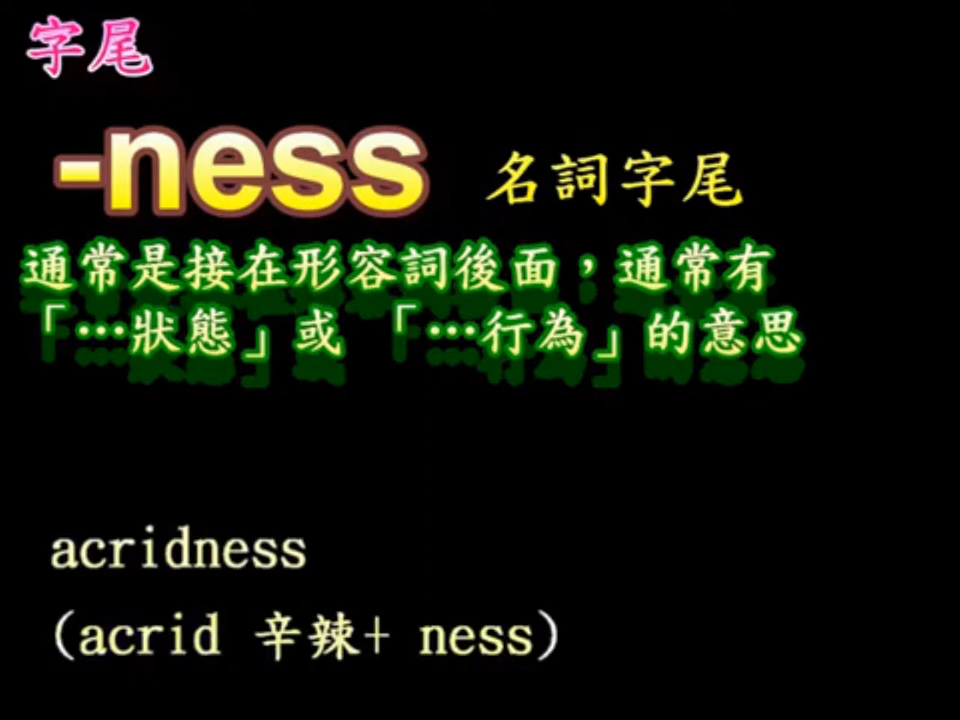 字尾
-ness 名詞字尾
通常是接在形容詞後面，通常有
「…狀態」或 「…行為」的意思
acridness
(acrid 辛辣+ ness)